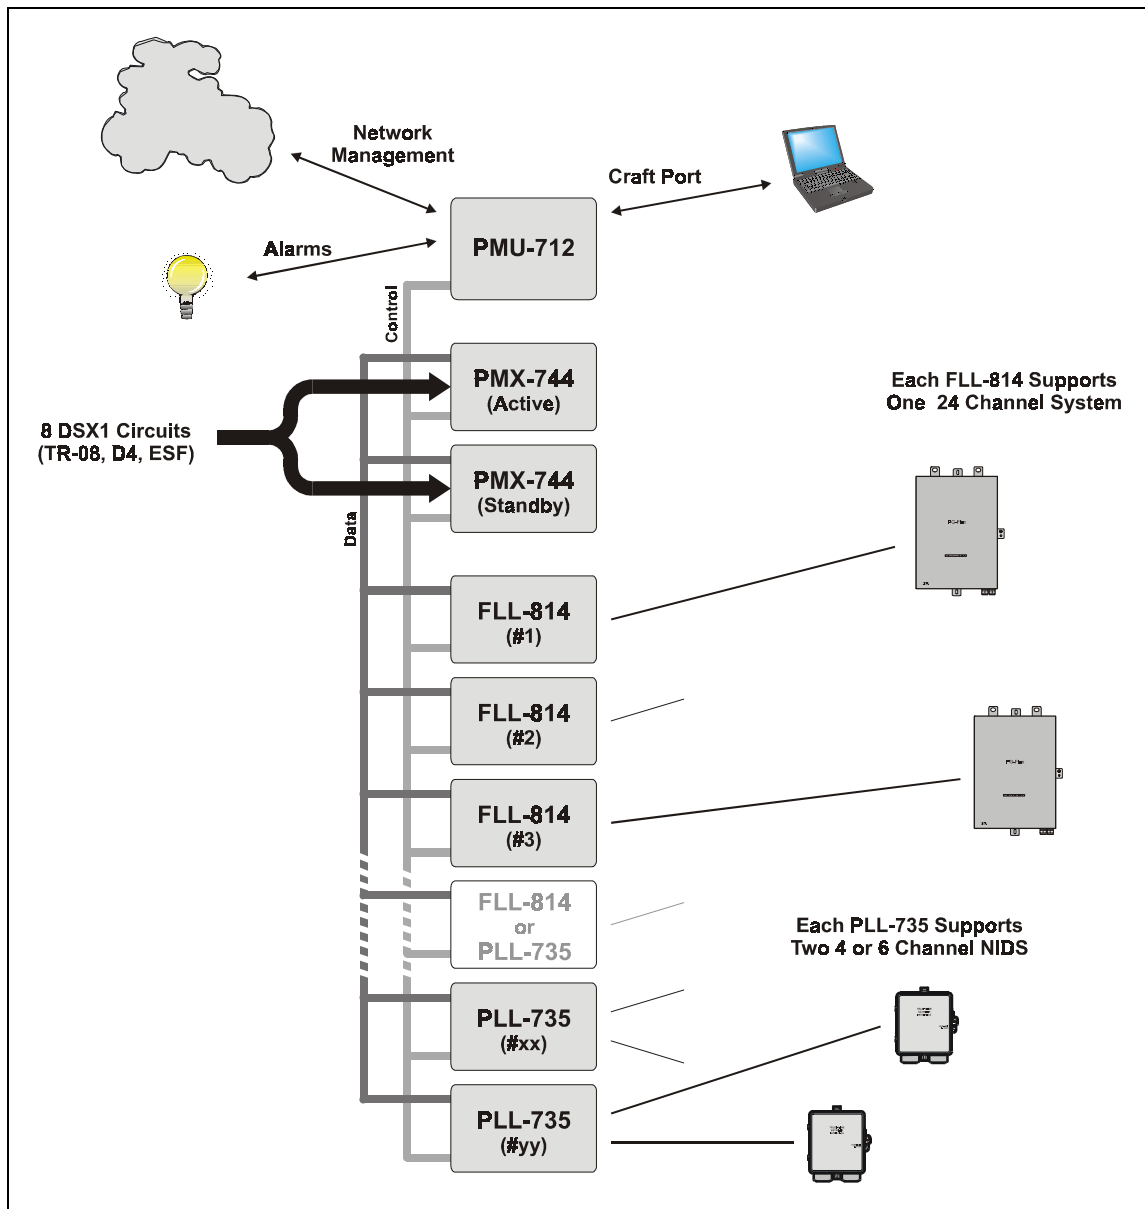 Network
Management
Craft Port
PMU-712
Alarms
Control
PMX-744
(Active)
Each FLL-814 Supports
One 24 Channel System
8 DSX1 Circuits
(TR-08, D4, ESF)
PMX-744
(Standby)
Data
FLL-814
(#1)
FLL-814
(#2)
FLL-814
(#3)
FLL-814
or
PLL-735
Each PLL-735 Supports
Two 4 or 6 Channel NIDS
PLL-735
(#xx)
PLL-735
(#yy)